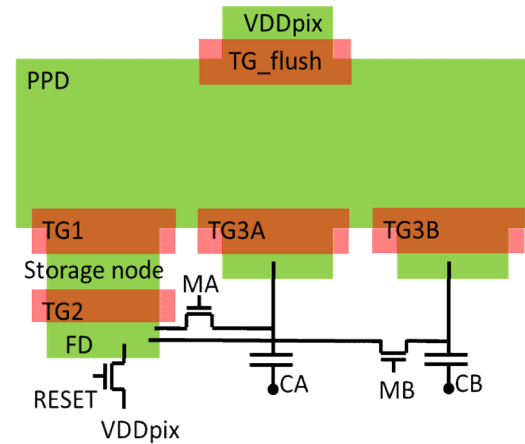 VDDpix
TG_flush
PPD
TG1
TG3A
TG3B
Storage node
MA
TG2
FD
RESET
CA
MB
CB
VDDpix